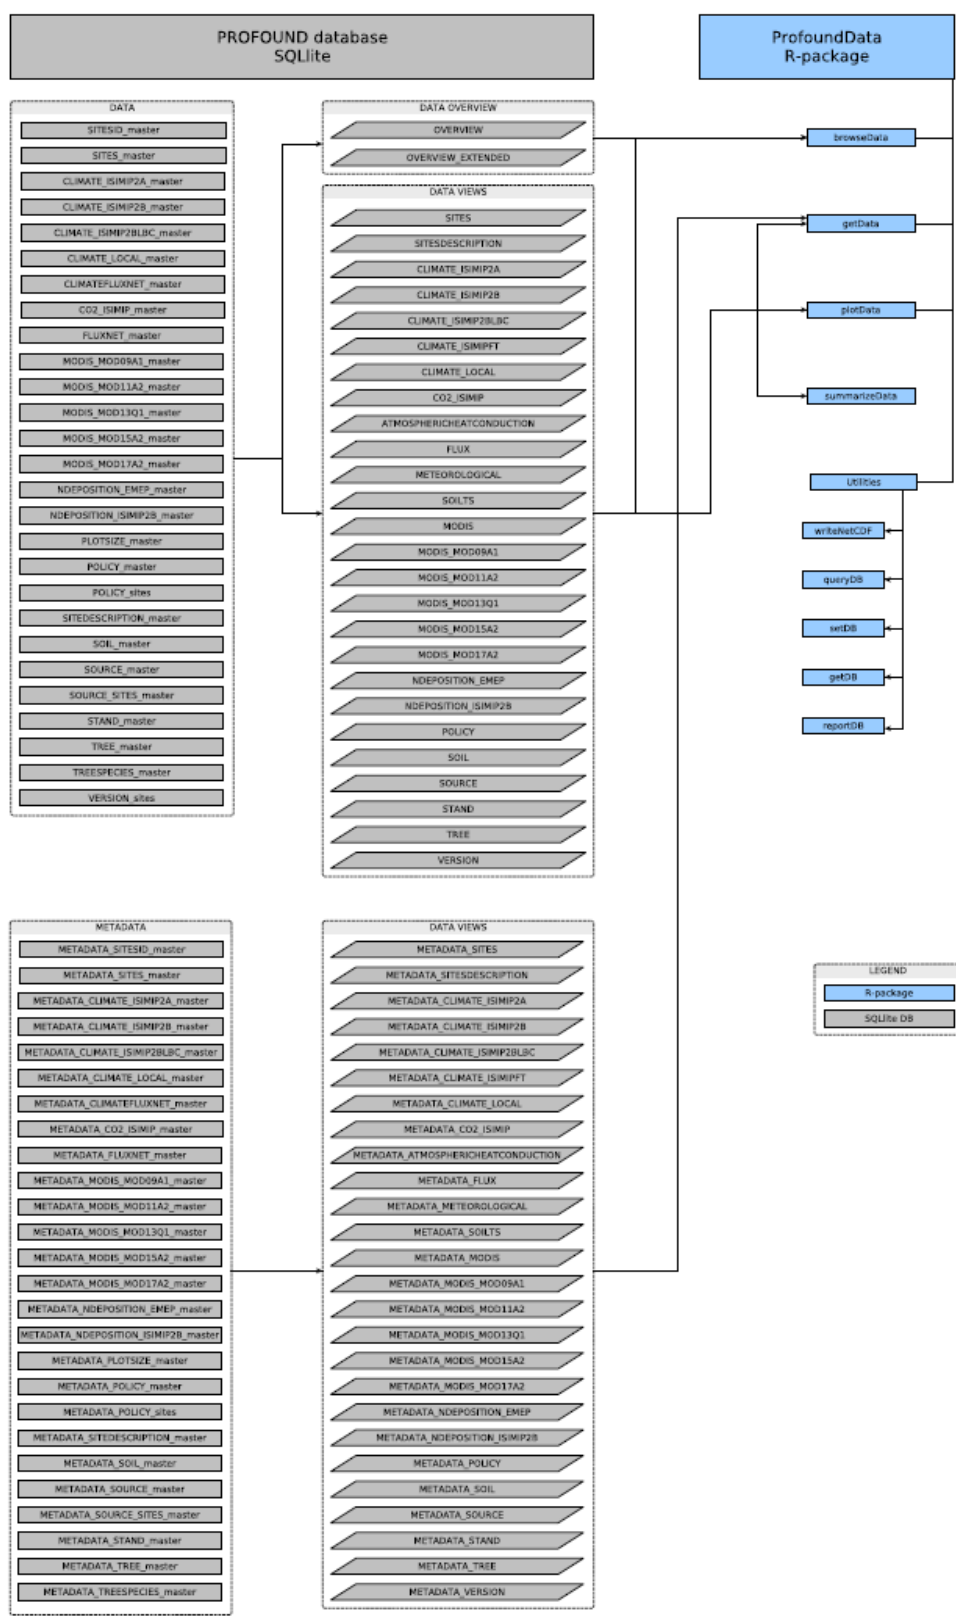 PROFOUND database
SQLlite
ProfoundData
R-package
DATA
SITESID_master
SITES_master
CLIMATE_ISIMIP2A_master
CLIMATE_ISIMIP2B_master
CLIMATE_ISIMIP2BLBC_master
CLIMATE_LOCAL_master
CLIMATEFLUXNET_master
CO2_ISIMIP_master
FLUXNET_master
MODIS_MOD09A1_master
MODIS_MOD11A2_master
MODIS_MOD13Q1_master
MODIS_MOD15A2_master
MODIS_MOD17A2_master
NDEPOSITION_EMEP_master
NDEPOSITION_ISIMIP2B_master
PLOTSIZE_master
POLICY_master
POLICY_sites
SITEDESCRIPTION_master
SOIL_master
SOURCE_master
SOURCE_SITES_master
STAND_master
TREE_master
TREESPECIES_master
VERSION_sites
DATA OVERVIEW
OVERVIEW
OVERVIEW_EXTENDED
DATA VIEWS
SITES
SITESDESCRIPTION
CLIMATE_ISIMIP2A
CLIMATE_ISIMIP2B
CLIMATE_ISIMIP2BLBC
CLIMATE_ISIMIPFT
CLIMATE_LOCAL
CO2_ISIMIP
ATMOSPHERICHEATCONDUCTION
FLUX
METEOROLOGICAL
SOILTS
MODIS
MODIS_MOD09A1
MODIS_MOD11A2
MODIS_MOD13Q1
MODIS_MOD15A2
MODIS_MOD17A2
NDEPOSITION_EMEP
NDEPOSITION_ISIMIP2B
POLICY
SOIL
SOURCE
STAND
TREE
VERSION
browseData
getData
plotData
summarizeData
Utilities
writeNetCDF
queryDB
setDB
getDB
reportDB
METADATA
METADATA_SITESID_master
METADATA_SITES_master
METADATA_CLIMATE_ISIMIP2A_master
METADATA_CLIMATE_ISIMIP2B_master
METADATA_CLIMATE_ISIMIP2BLBC_master
METADATA_CLIMATE_LOCAL_master
METADATA_CLIMATEFLUXNET_master
METADATA_CO2_ISIMIP_master
METADATA_FLUXNET_master
METADATA_MODIS_MOD09A1_master
METADATA_MODIS_MOD11A2_master
METADATA_MODIS_MOD13Q1_master
METADATA_MODIS_MOD15A2_master
METADATA_MODIS_MOD17A2_master
METADATA_NDEPOSITION_EMEP_master
METADATA_NDEPOSITION_ISIMIP2B_master
METADATA_PLOTSIZE_master
METADATA_POLICY_master
METADATA_POLICY_sites
METADATA_SITEDESCRIPTION_master
METADATA_SOIL_master
METADATA_SOURCE_master
METADATA_SOURCE_SITES_master
METADATA_STAND_master
METADATA_TREE_master
METADATA_TREESPECIES_master
DATA VIEWS
METADATA_SITES
METADATA_SITESDESCRIPTION
METADATA_CLIMATE_ISIMIP2A
METADATA_CLIMATE_ISIMIP2B
METADATA_CLIMATE_ISIMIP2BLBC
METADATA_CLIMATE_ISIMIPFT
METADATA_CLIMATE_LOCAL
METADATA_CO2_ISIMIP
METADATA_ATMOSPHERICHEATCONDUCTION
METADATA_FLUX
METADATA_METEOROLOGICAL
METADATA_SOILTS
METADATA_MODIS
METADATA_MODIS_MOD09A1
METADATA_MODIS_MOD11A2
METADATA_MODIS_MOD13Q1
METADATA_MODIS_MOD15A2
METADATA_MODIS_MOD17A2
METADATA_NDEPOSITION_EMEP
METADATA_NDEPOSITION_ISIMIP2B
METADATA_POLICY
METADATA_SOIL
METADATA_SOURCE
METADATA_STAND
METADATA_TREE
METADATA_VERSION
LEGEND
R-package
SQLlite DB